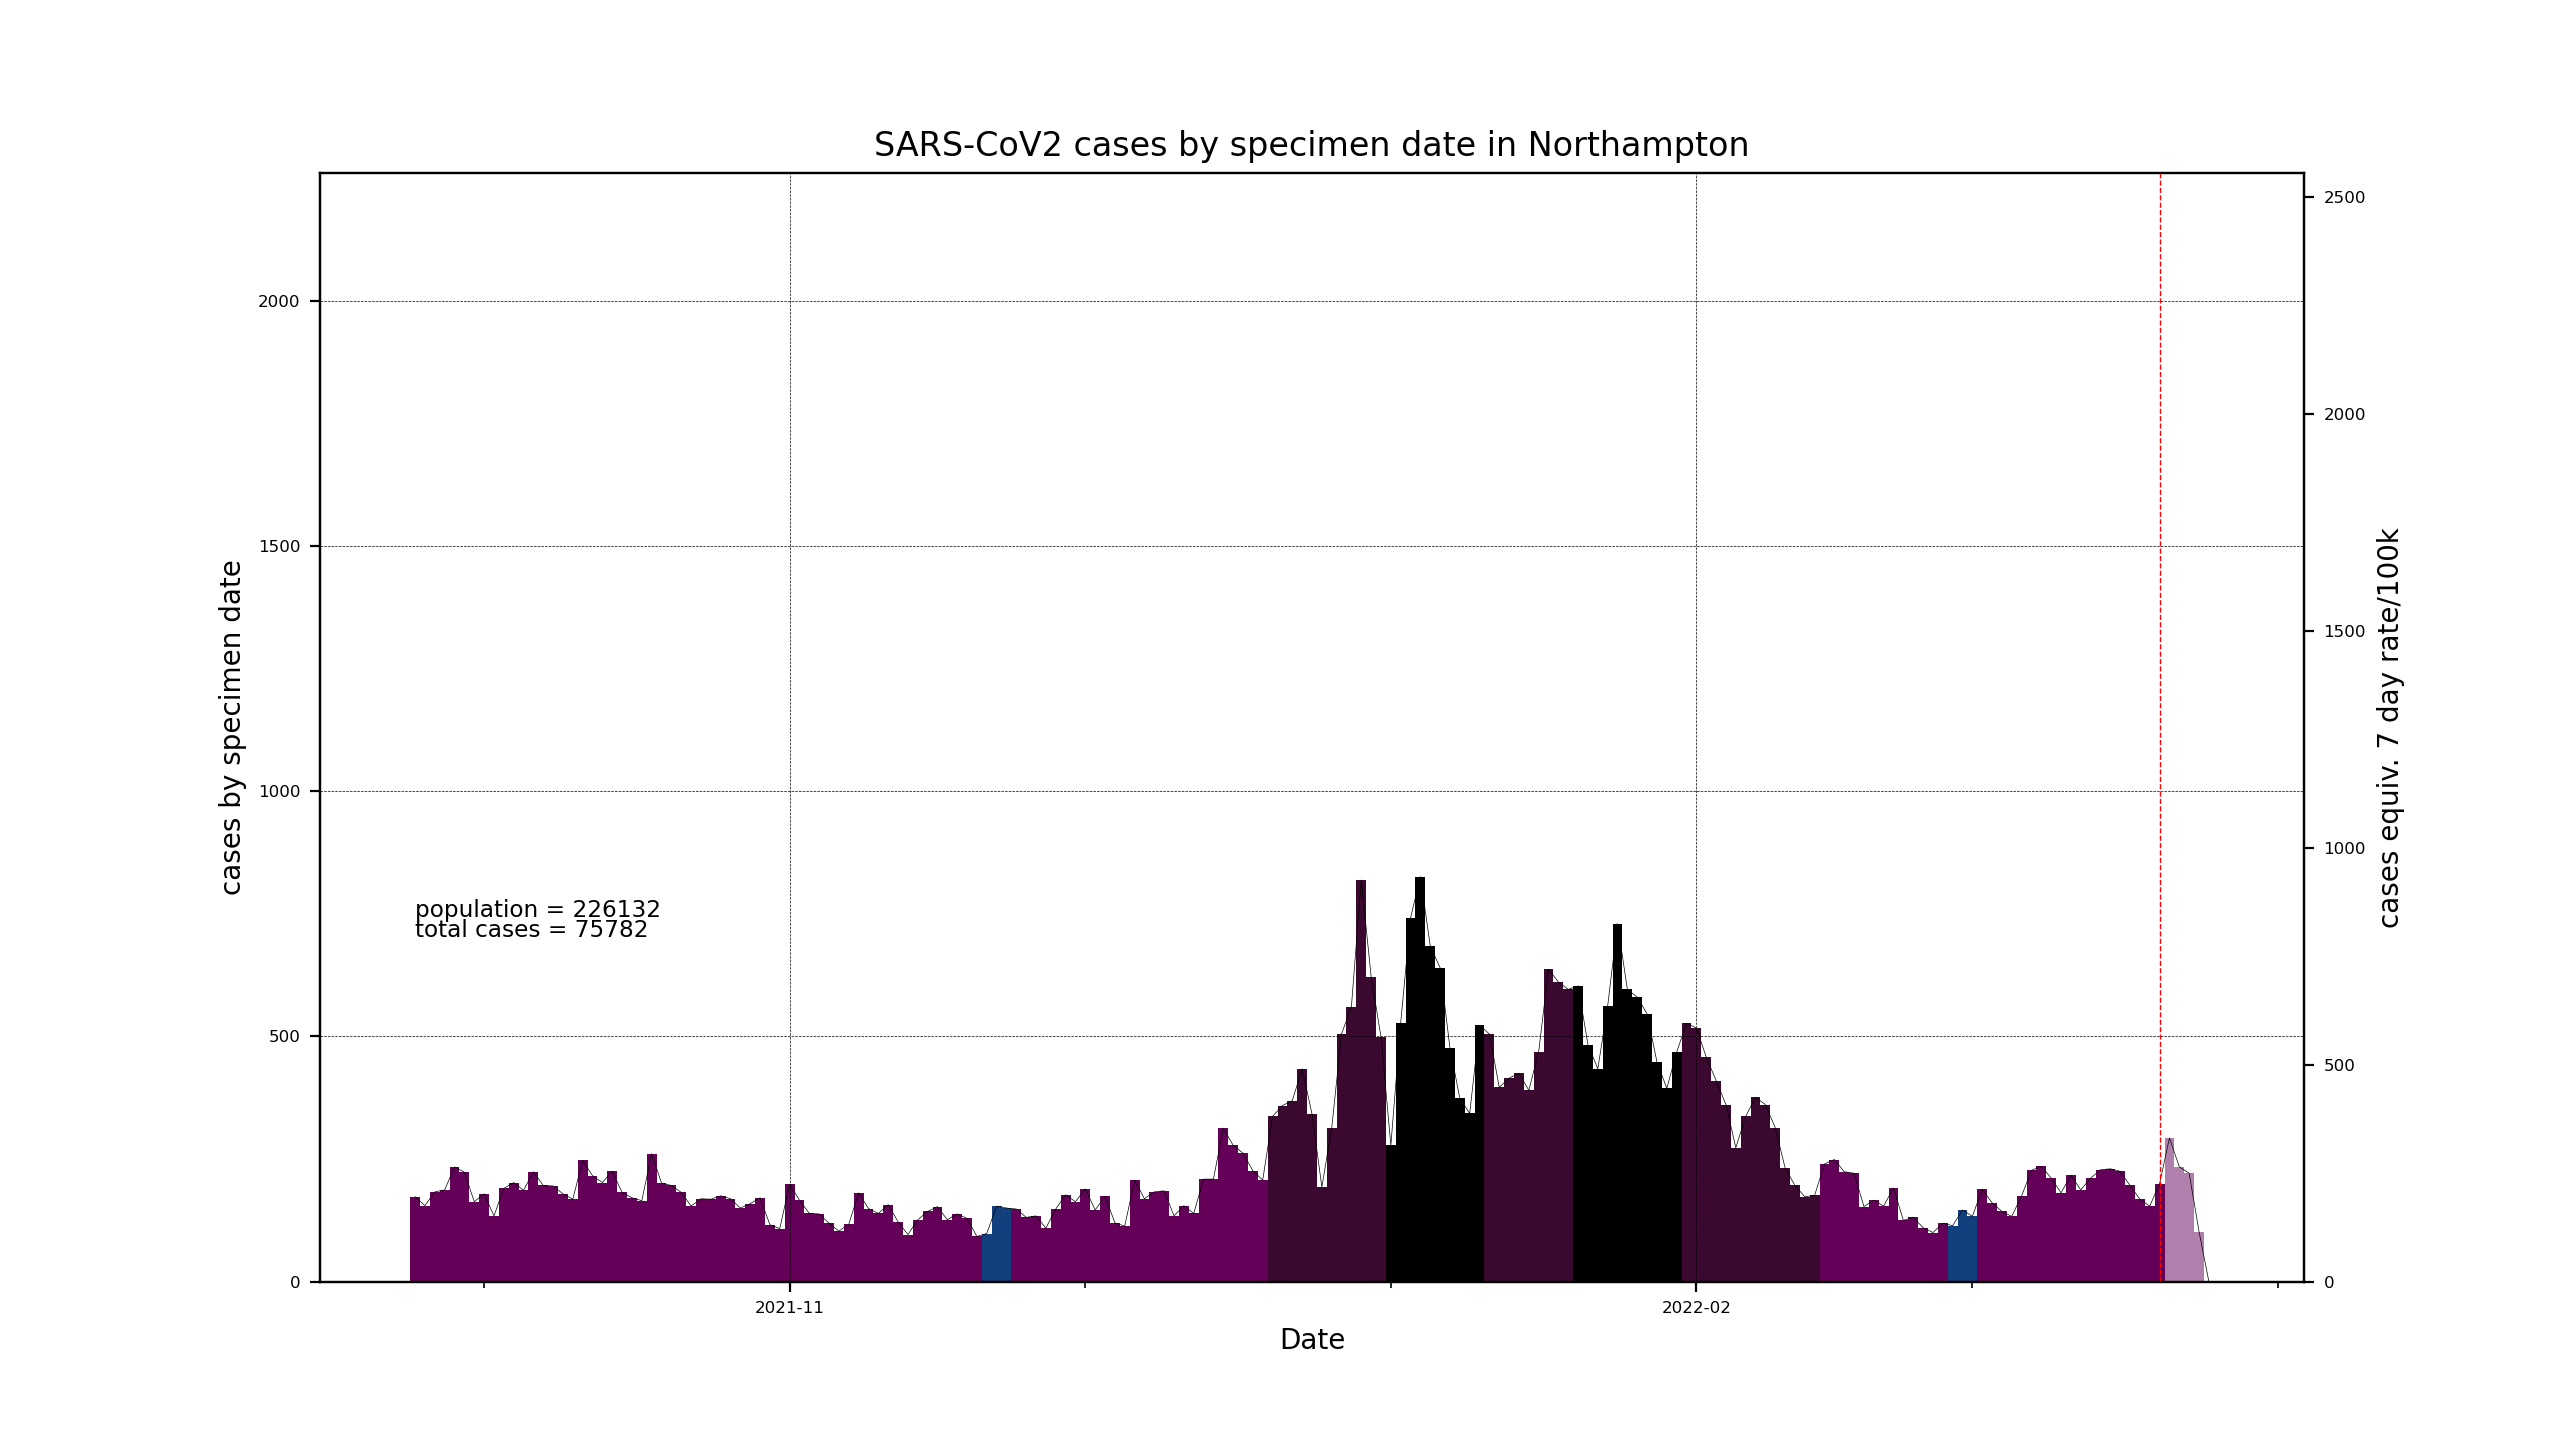 SARS-CoV2 cases by specimen date in Northampton
cases by specimen date
2000
1500
1000
500
0
population = 226132
total cases = 75782
2500
2000
1500
1000
500
0
cases equiv. 7 day rate/100k
2021-11
2022-02
Date